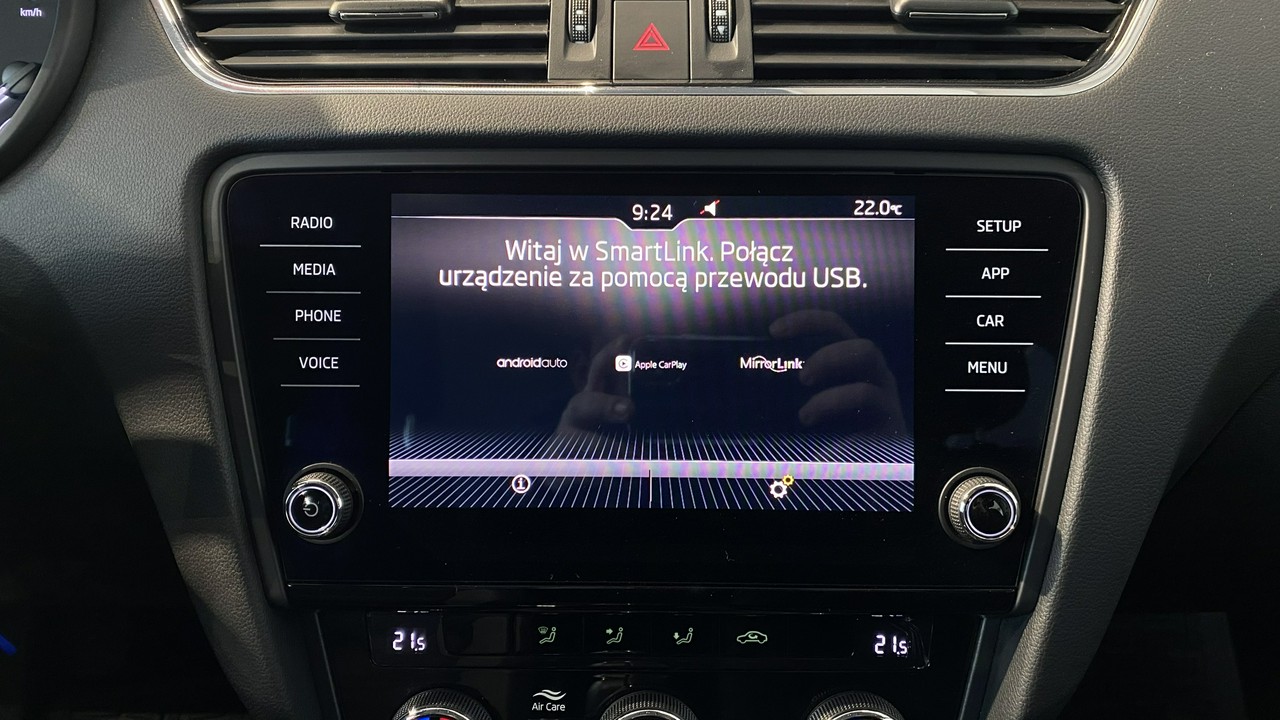 km/h
9:24
22.0°C
RADIO
MEDIA
PHONE
VOICE
Witaj w SmartLink. Połącz
urządzenie za pomocą przewodu USB.
androidauto
Apple CarPlay
MirrorLink
SETUP
APP
CAR
MENU
21.5
21.5
Air Care